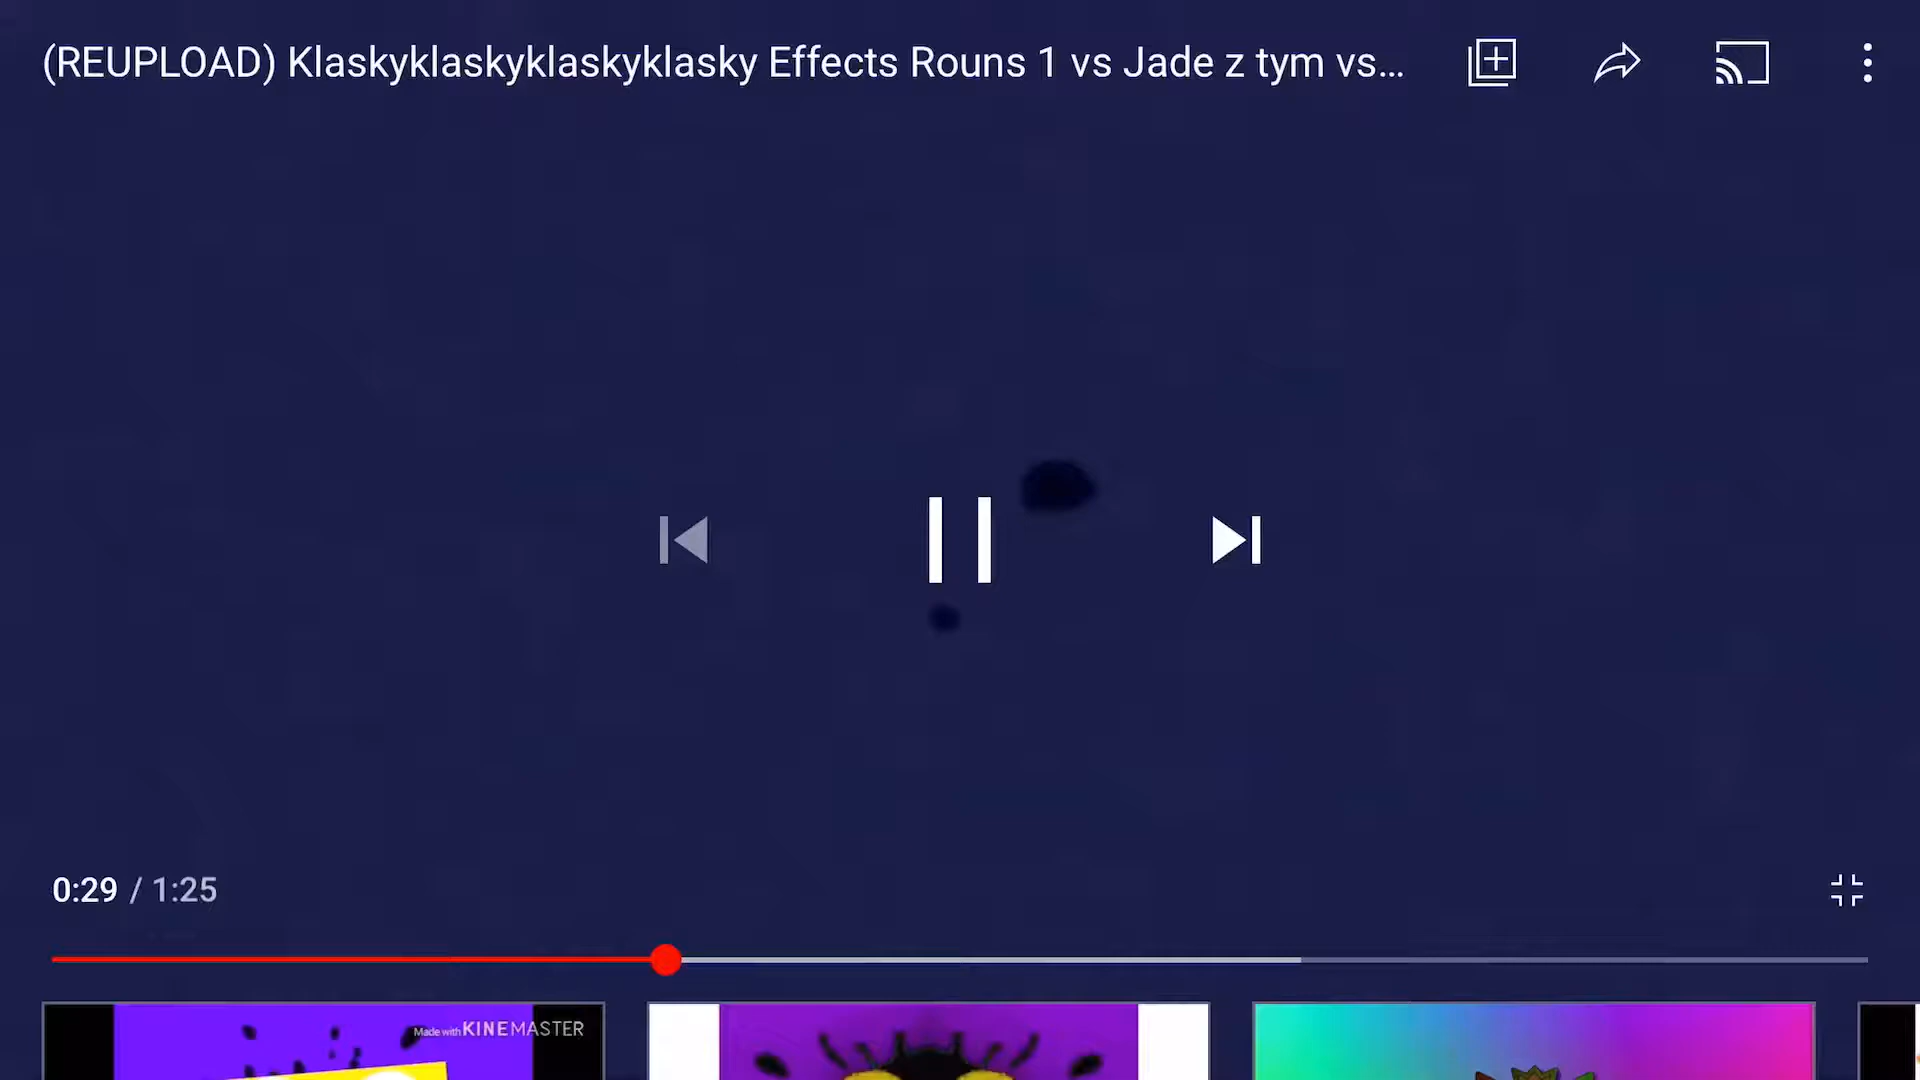 (REUPLOAD) Klaskyklaskyklaskyklasky Effects Rouns 1 vs Jade z tym vs...
0:29 / 1:25
Made with KINEMASTER